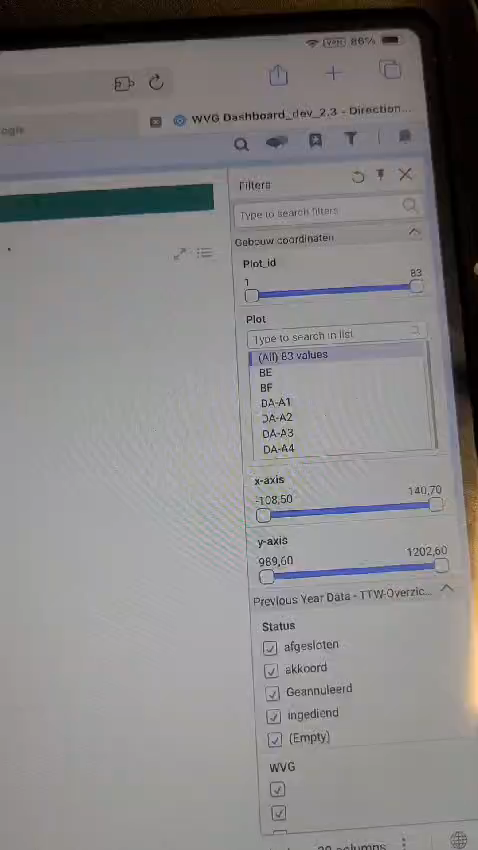 VPN 86%
WVG Dashboard_dev_2.3 - Direction...
Filters
Type to search filters
Gebouw coordinaten
Plot_id
1 83
Plot
Type to search in list
(All) 83 values
BE
BF
DA-A1
DA-A2
DA-A3
DA-A4
x-axis
-108,50 140,70
y-axis
989,60 1202,60
Previous Year Data - TTW-Overzic...
Status
afgesloten
akkoord
Geannuleerd
ingediend
(Empty)
WVG
columns